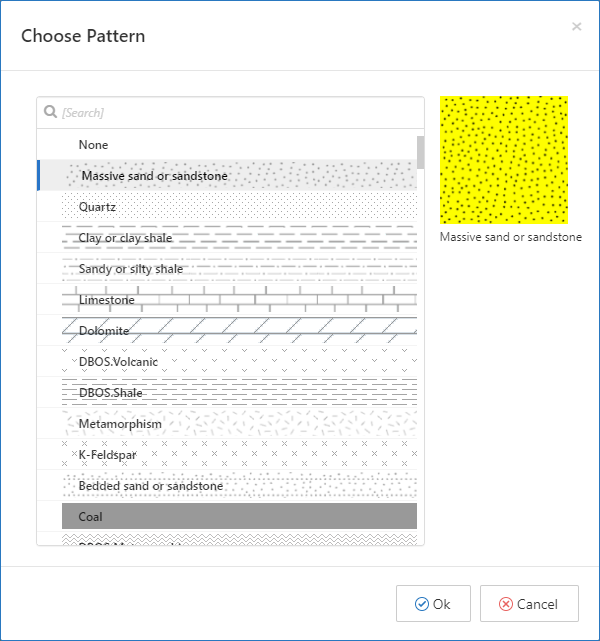 Choose Pattern
[Search]
None
Massive sand or sandstone
Quartz
Clay or clay shale
Sandy or silty shale
Limestone
Dolomite
DBOS.Volcanic
DBOS.Shale
Metamorphism
K-Feldspar
Bedded sand or sandstone
Coal
Massive sand or sandstone
Ok
Cancel